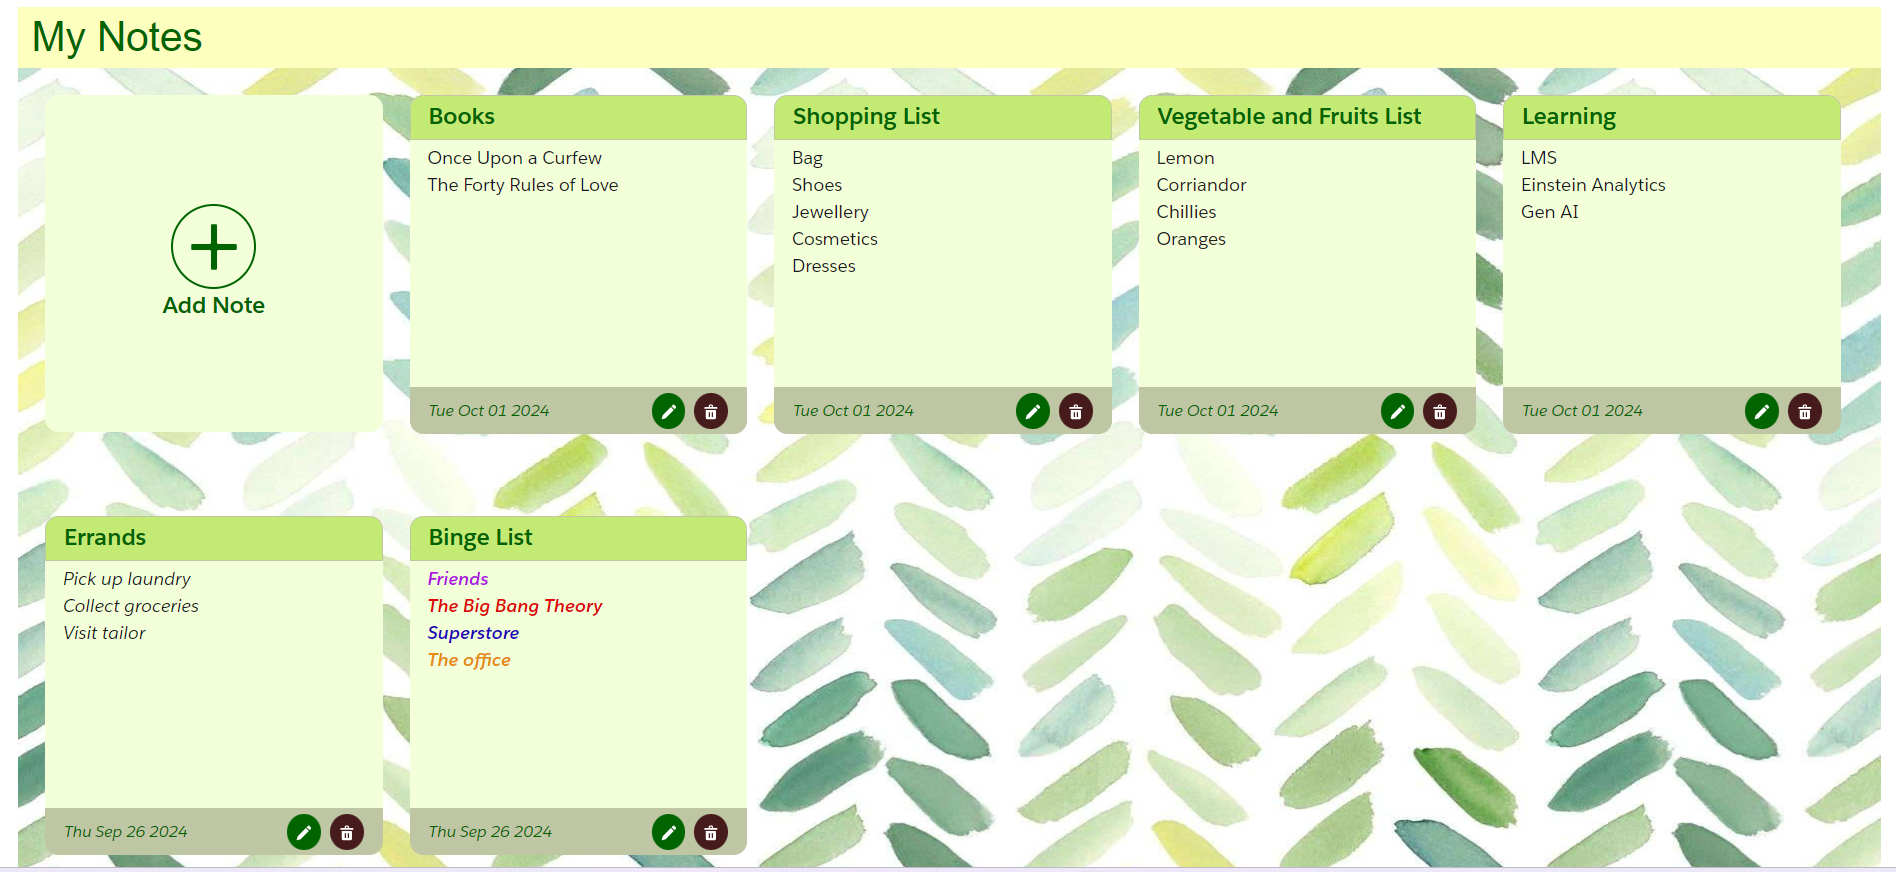 My Notes
Add Note
Books
Once Upon a Curfew
The Forty Rules of Love
Tue Oct 01 2024
Shopping List
Bag
Shoes
Jewellery
Cosmetics
Dresses
Tue Oct 01 2024
Vegetable and Fruits List
Lemon
Corriandor
Chillies
Oranges
Tue Oct 01 2024
Learning
LMS
Einstein Analytics
Gen AI
Tue Oct 01 2024
Errands
Pick up laundry
Collect groceries
Visit tailor
Thu Sep 26 2024
Binge List
Friends
The Big Bang Theory
Superstore
The office
Thu Sep 26 2024